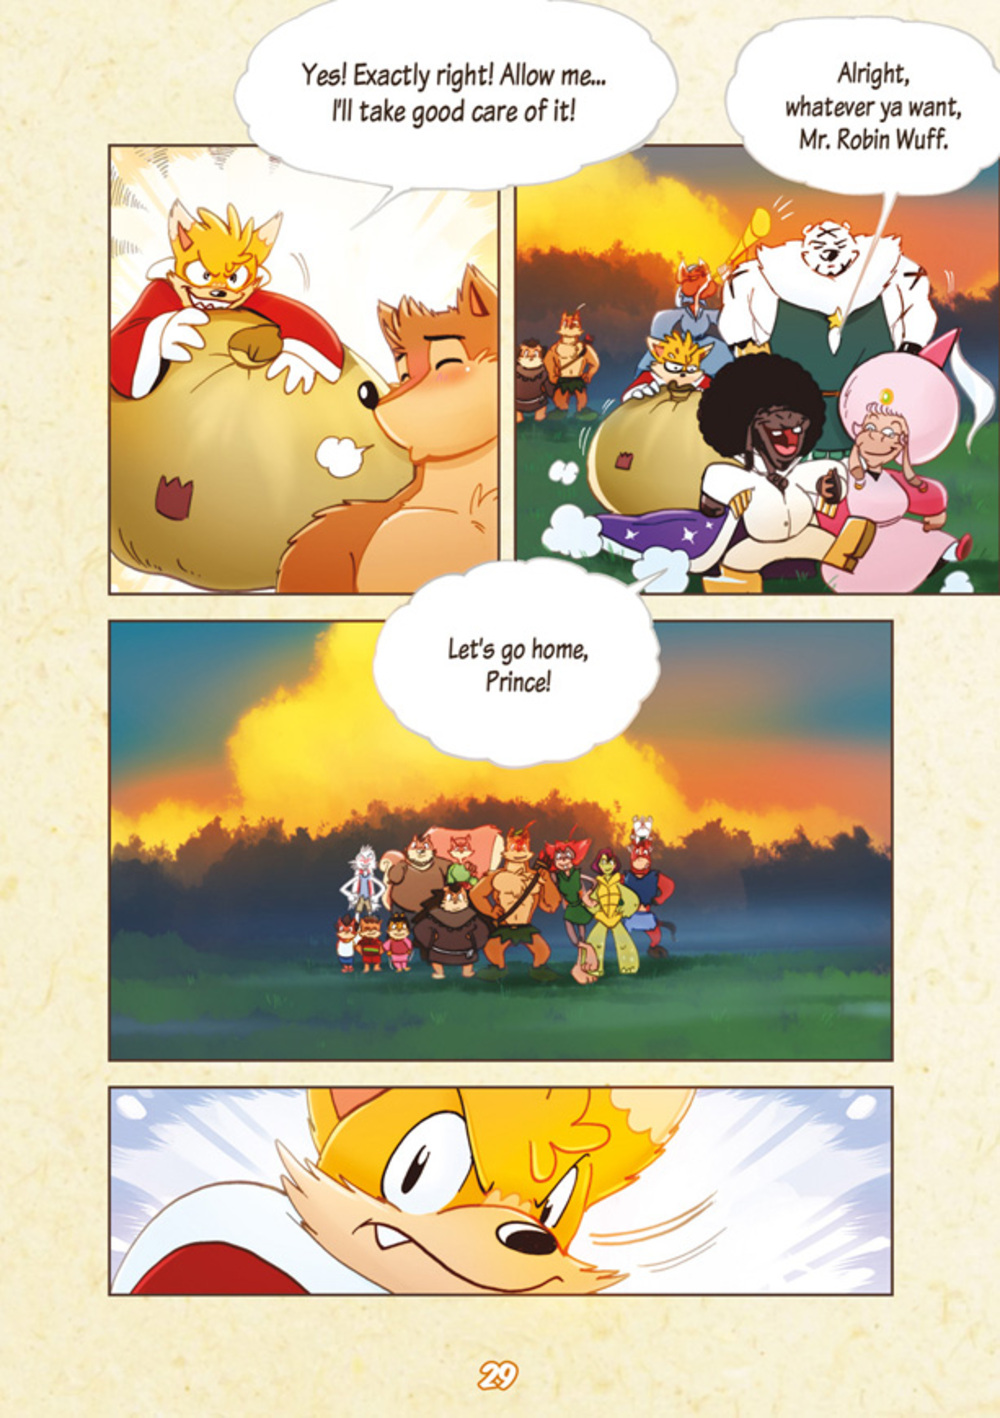 Yes! Exactly right! Allow me...
I'll take good care of it!
Alright,
whatever ya want,
Mr. Robin Wuff.
Let's go home,
Prince!
29